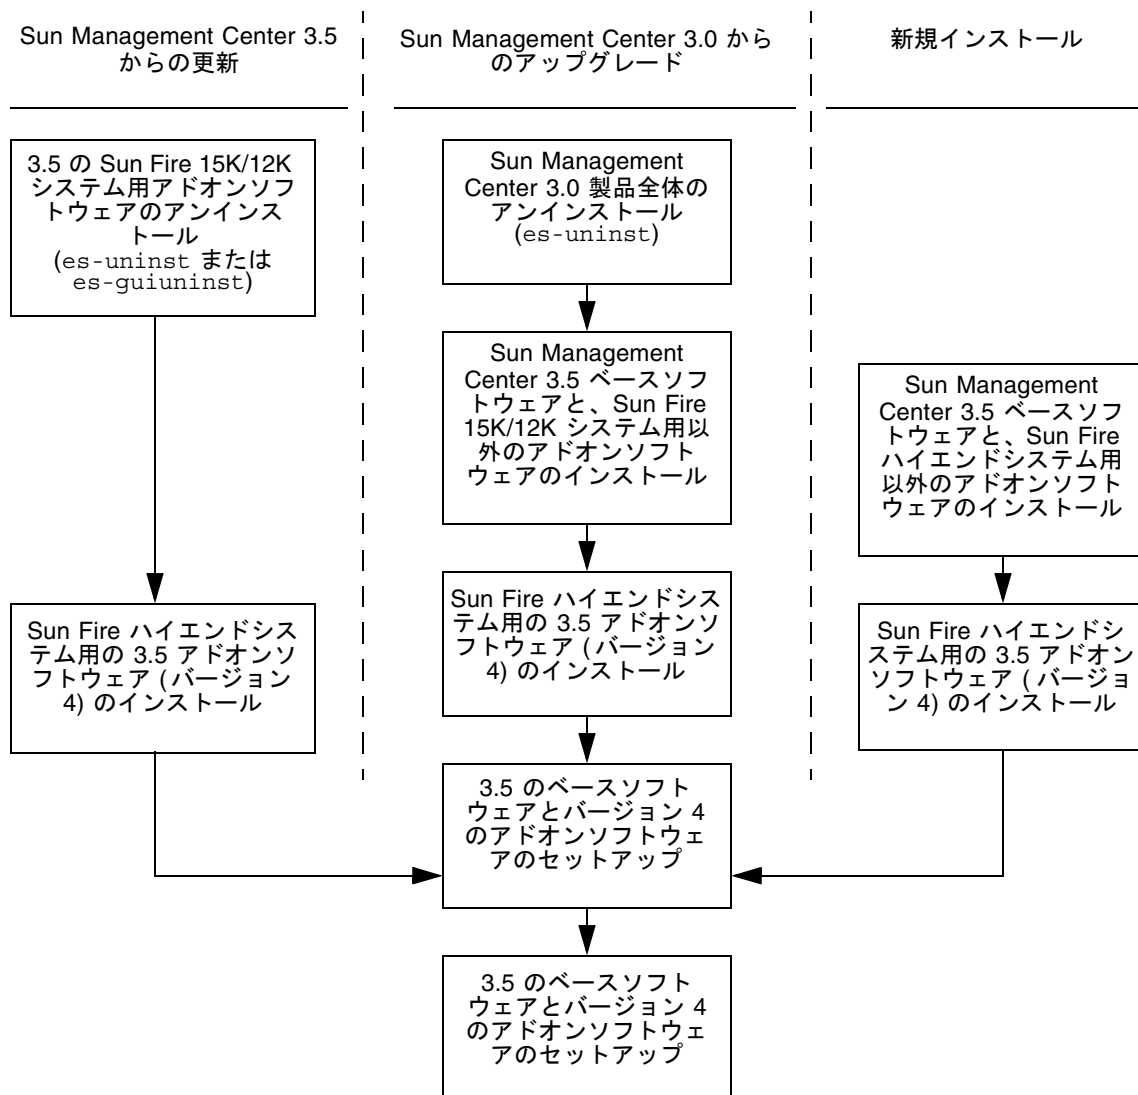 Sun Management Center 3.5
からの更新
Sun Management Center 3.0 から
のアップグレード
新規インストール
3.5 の Sun Fire 15K/12K
システム用アドオンソフ
トウェアのアンインス
トール
(es-uninst または
es-guiuninst)
Sun Management
Center 3.0 製品全体の
アンインストール
(es-uninst)
Sun Management
Center 3.5 ベースソフ
トウェアと、Sun Fire
15K/12K システム用以
外のアドオンソフト
ウェアのインストール
Sun Management
Center 3.5 ベースソフ
トウェアと、Sun Fire
ハイエンドシステム用
以外のアドオンソフト
ウェアのインストール
Sun Fire ハイエンドシス
テム用の 3.5 アドオンソ
フトウェア (バージョン
4) のインストール
Sun Fire ハイエンドシス
テム用の 3.5 アドオンソ
フトウェア (バージョン
4) のインストール
Sun Fire ハイエンドシ
ステム用の 3.5 アドオン
ソフトウェア (バージョ
ン 4) のインストール
3.5 のベースソフト
ウェアとバージョン 4
のアドオンソフトウェ
アのセットアップ
3.5 のベースソフト
ウェアとバージョン 4
のアドオンソフトウェ
アのセットアップ